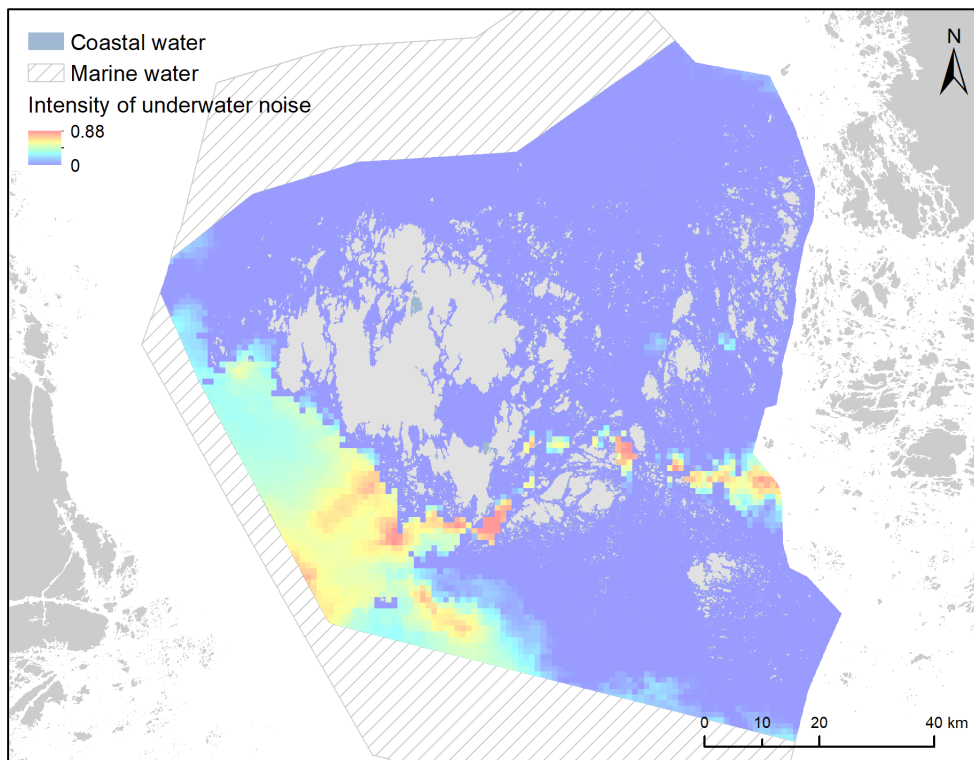 Coastal water
Marine water
Intensity of underwater noise
0.88
0
N
0 10 20 40 km